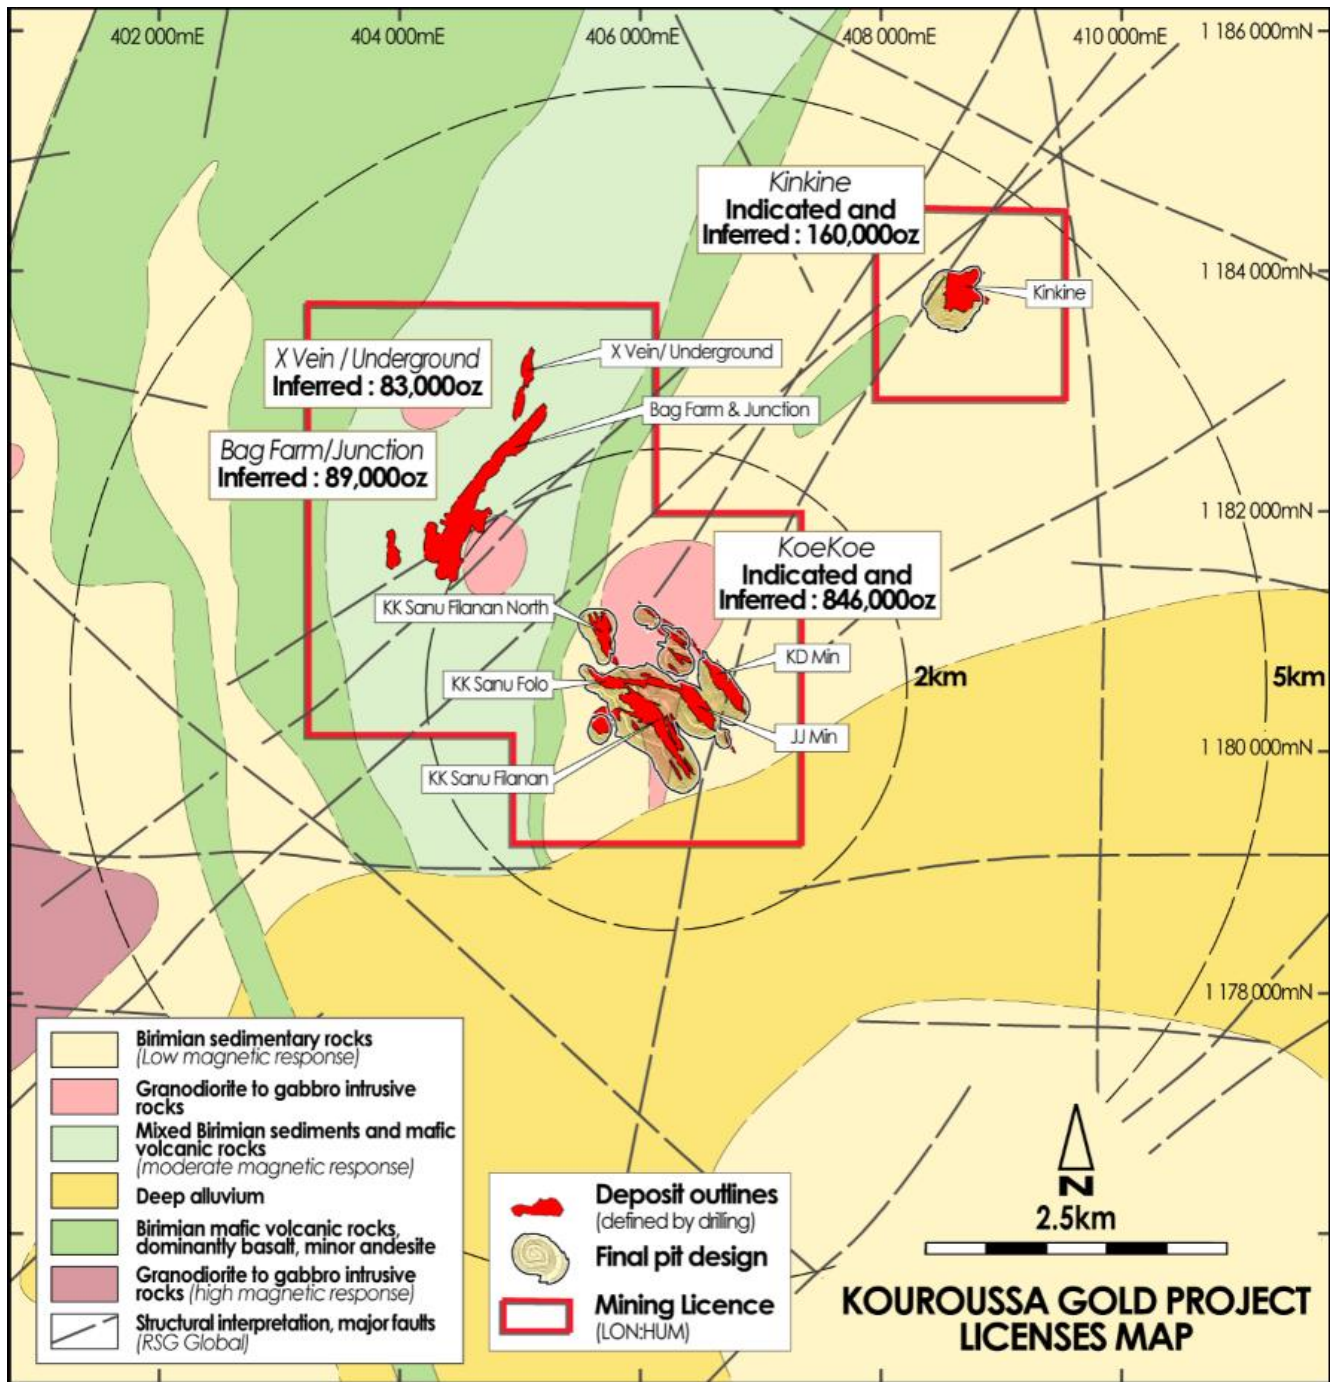 402 000mE
404 000mE
406 000mE
408 000mE
410 000mE
1 186 000mN
Kinkine
Indicated and
Inferred : 160,000oz
1 184 000mN
Kinkine
X Vein / Underground
Inferred : 83,000oz
X Vein/ Underground
Bag Farm & Junction
Bag Farm/Junction
Inferred : 89,000oz
1 182 000mN
KoeKoe
Indicated and
Inferred : 846,000oz
KK Sanu Filanan North
KD Min
KK Sanu Folo
2km
5km
JJ Min
1 180 000mN
KK Sanu Filanan
1 178 000mN
Birimian sedimentary rocks
(Low magnetic response)
Granodiorite to gabbro intrusive
rocks
Mixed Birimian sediments and mafic
volcanic rocks
(moderate magnetic response)
Deep alluvium
Birimian mafic volcanic rocks,
dominantly basalt, minor andesite
Granodiorite to gabbro intrusive
rocks (high magnetic response)
Structural interpretation, major faults
(RSG Global)
Deposit outlines
(defined by drilling)
Final pit design
Mining Licence
(LON:HUM)
N
2.5km
KOUROUSSA GOLD PROJECT
LICENSES MAP